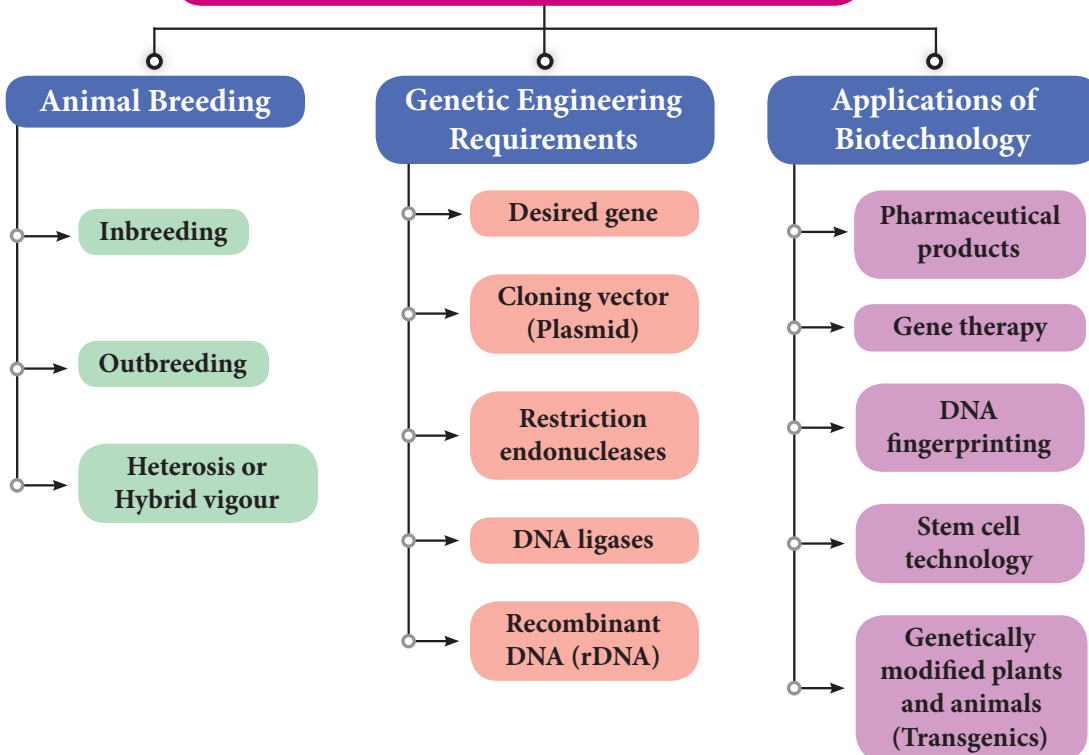 Animal Breeding
Inbreeding
Outbreeding
Heterosis or
Hybrid vigour
Genetic Engineering
Requirements
Desired gene
Cloning vector
(Plasmid)
Restriction
endonucleases
DNA ligases
Recombinant
DNA (rDNA)
Applications of
Biotechnology
Pharmaceutical
products
Gene therapy
DNA
fingerprinting
Stem cell
technology
Genetically
modified plants
and animals
(Transgenics)